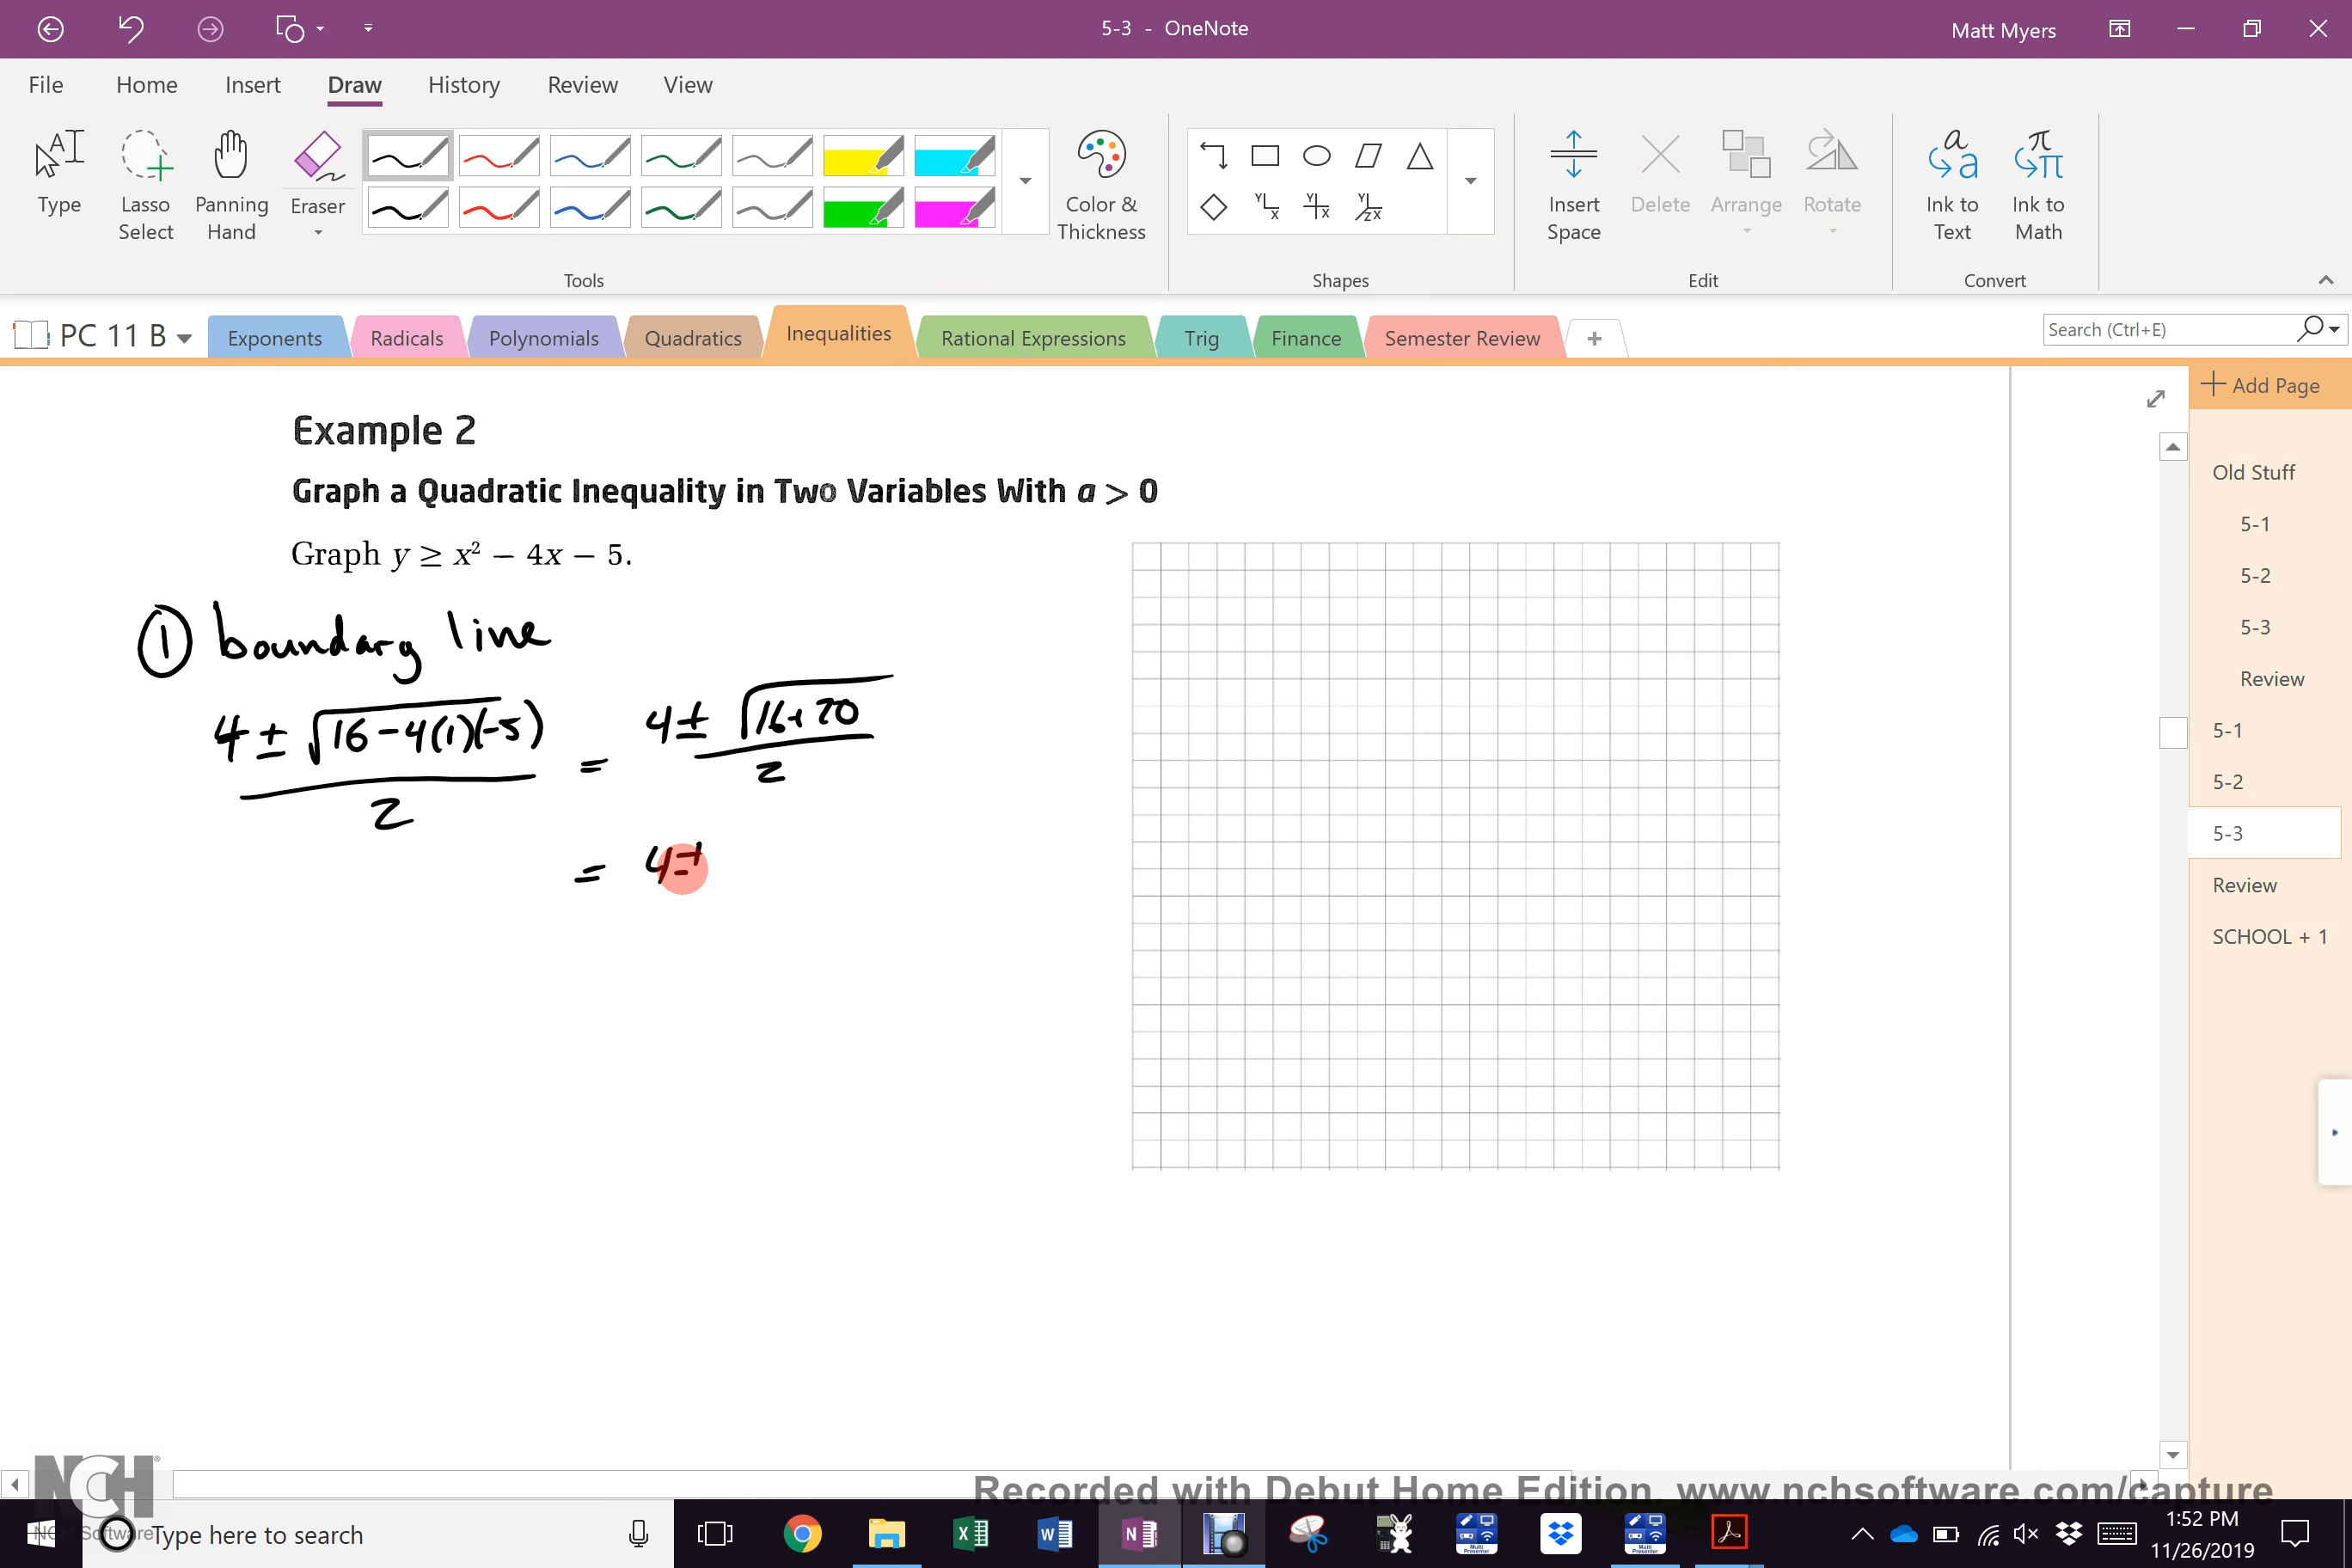 5-3 - OneNote
Matt Myers
File Home Insert Draw History Review View
Type
Lasso Select
Panning Hand
Eraser
Color & Thickness
Insert Space
Delete
Arrange
Rotate
Ink to Text
Ink to Math
Tools
Shapes
Edit
Convert
PC 11 B
Exponents
Radicals
Polynomials
Quadratics
Inequalities
Rational Expressions
Trig
Finance
Semester Review
Search (Ctrl+E)
Add Page
Old Stuff
5-1
5-2
5-3
Review
5-1
5-2
5-3
Review
SCHOOL + 1
Example 2
Graph a Quadratic Inequality in Two Variables With a > 0
Graph y ≥ x² − 4x − 5.
① boundary line
4 ± √16 − 4(1)(−5) / 2 = 4 ± √16 + 20 / 2
= 4 ±
NCH®
NCH Software
Recorded with Debut Home Edition. www.nchsoftware.com/capture
Type here to search
1:52 PM
11/26/2019